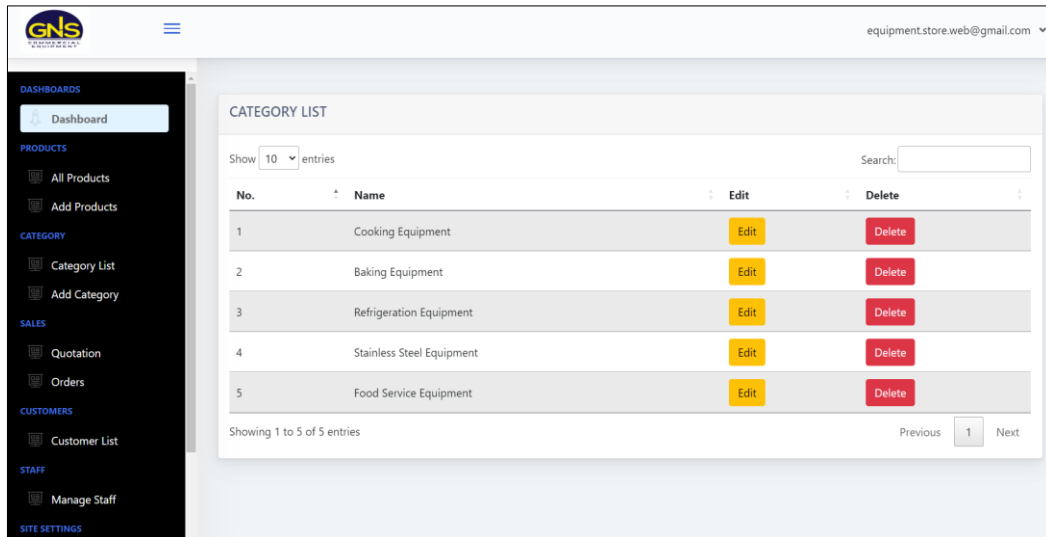 GNS
COMMERCIAL
EQUIPMENT
equipment.store.web@gmail.com
DASHBOARDS
Dashboard
PRODUCTS
All Products
Add Products
CATEGORY
Category List
Add Category
SALES
Quotation
Orders
CUSTOMERS
Customer List
STAFF
Manage Staff
SITE SETTINGS
CATEGORY LIST
Show 10 entries
Search:
No. Name Edit Delete
1 Cooking Equipment Edit Delete
2 Baking Equipment Edit Delete
3 Refrigeration Equipment Edit Delete
4 Stainless Steel Equipment Edit Delete
5 Food Service Equipment Edit Delete
Showing 1 to 5 of 5 entries
Previous 1 Next